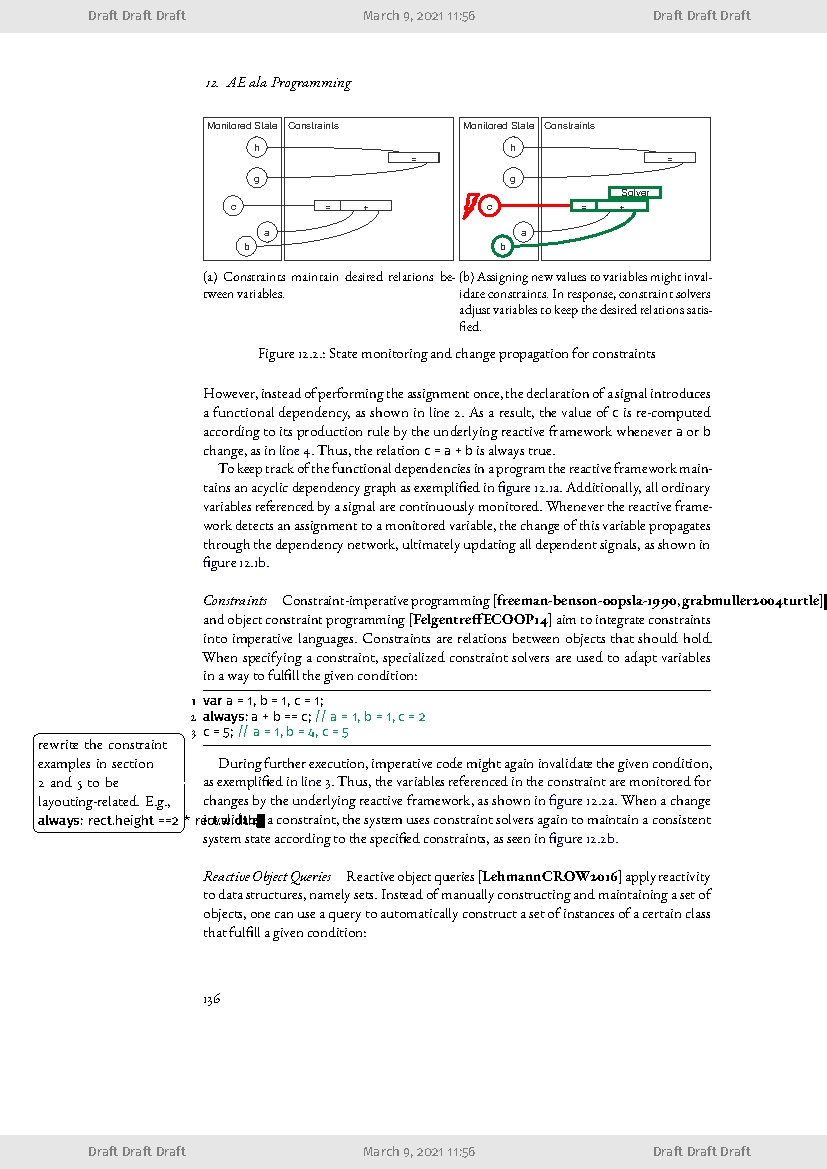 Draft Draft Draft March 9, 2021 11:56 Draft Draft Draft
12. AE ala Programming
Monitored State Constraints
h
=
g
c
= +
a
b
Monitored State Constraints
h
=
g
Solver
c
= +
a
b
(a) Constraints maintain desired relations be-
tween variables.
(b) Assigning new values to variables might inval-
idate constraints. In response, constraint solvers
adjust variables to keep the desired relations satis-
fied.
Figure 12.2.: State monitoring and change propagation for constraints
However, instead of performing the assignment once, the declaration of a signal introduces
a functional dependency, as shown in line 2. As a result, the value of c is re-computed
according to its production rule by the underlying reactive framework whenever a or b
change, as in line 4. Thus, the relation c = a + b is always true.
To keep track of the functional dependencies in a program the reactive framework main-
tains an acyclic dependency graph as exemplified in figure 12.1a. Additionally, all ordinary
variables referenced by a signal are continuously monitored. Whenever the reactive frame-
work detects an assignment to a monitored variable, the change of this variable propagates
through the dependency network, ultimately updating all dependent signals, as shown in
figure 12.1b.
Constraints Constraint-imperative programming [freeman-benson-oopsla-1990, grabmuller2004turtle]
and object constraint programming [FelgentreffECOOP14] aim to integrate constraints
into imperative languages. Constraints are relations between objects that should hold.
When specifying a constraint, specialized constraint solvers are used to adapt variables
in a way to fulfill the given condition:
1 var a = 1, b = 1, c = 1;
2 always: a + b == c; // a = 1, b = 1, c = 2
3 c = 5; // a = 1, b = 4, c = 5
rewrite the constraint
examples in section
2 and 5 to be
layouting-related. E.g.,
always: rect.height ==2 *
During further execution, imperative code might again invalidate the given condition,
as exemplified in line 3. Thus, the variables referenced in the constraint are monitored for
changes by the underlying reactive framework, as shown in figure 12.2a. When a change
a constraint, the system uses constraint solvers again to maintain a consistent
system state according to the specified constraints, as seen in figure 12.2b.
Reactive Object Queries Reactive object queries [LehmannCROW2016] apply reactivity
to data structures, namely sets. Instead of manually constructing and maintaining a set of
objects, one can use a query to automatically construct a set of instances of a certain class
that fulfill a given condition:
136
Draft Draft Draft March 9, 2021 11:56 Draft Draft Draft